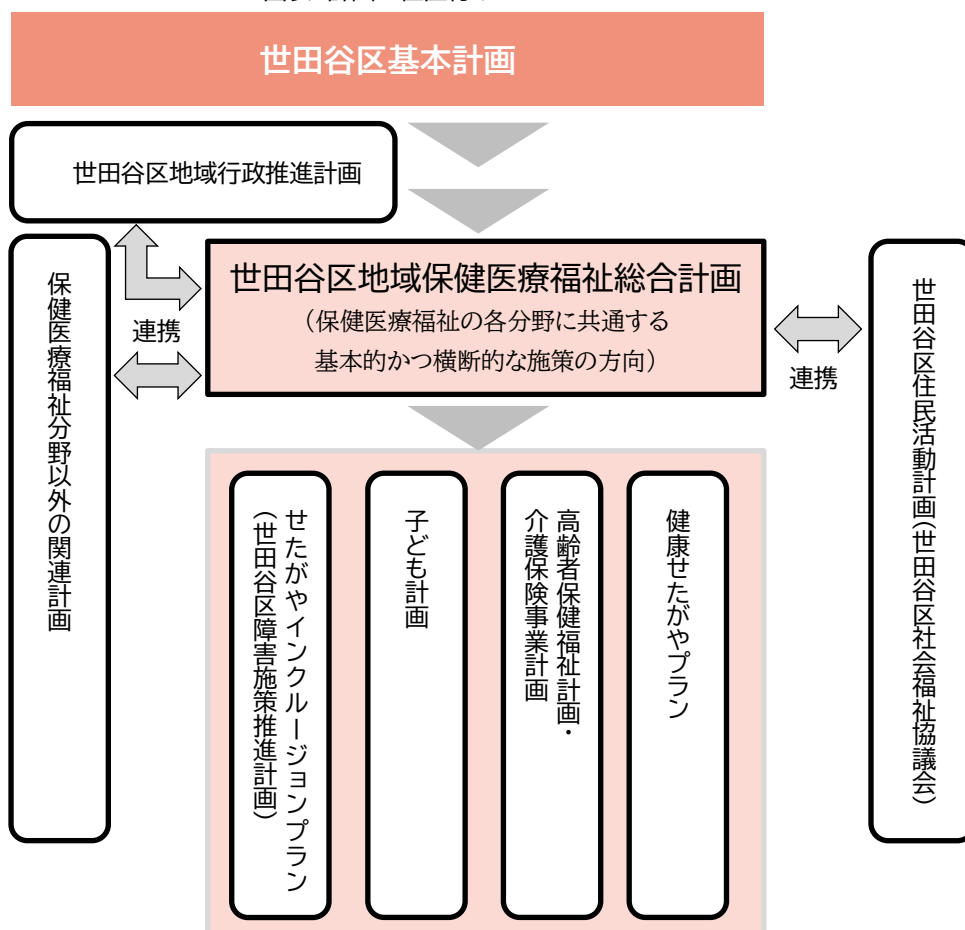 世田谷区基本計画
世田谷区地域行政推進計画
世田谷区地域保健医療福祉総合計画
（保健医療福祉の各分野に共通する
基本的かつ横断的な施策の方向）
連携
連携
保健医療福祉分野以外の関連計画
せたがやインクルージョンプラン
（世田谷区障害施策推進計画）
子ども計画
高齢者保健福祉計画・
介護保険事業計画
健康せたがやプラン
世田谷区住民活動計画（世田谷区社会福祉協議会）